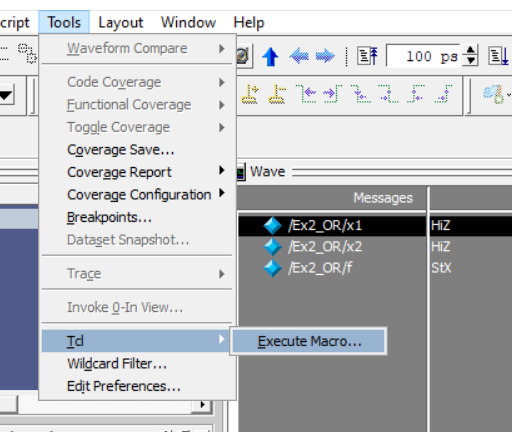 cript Tools Layout Window Help
Waveform Compare
100 ps
Code Coverage
Functional Coverage
Toggle Coverage
Coverage Save...
Coverage Report
Coverage Configuration
Breakpoints...
Dataset Snapshot...
Trace
Invoke 0-In View...
Tcl
Execute Macro...
Wildcard Filter...
Edit Preferences...
Wave
Messages
/Ex2_OR/x1 HiZ
/Ex2_OR/x2 HiZ
/Ex2_OR/f StX